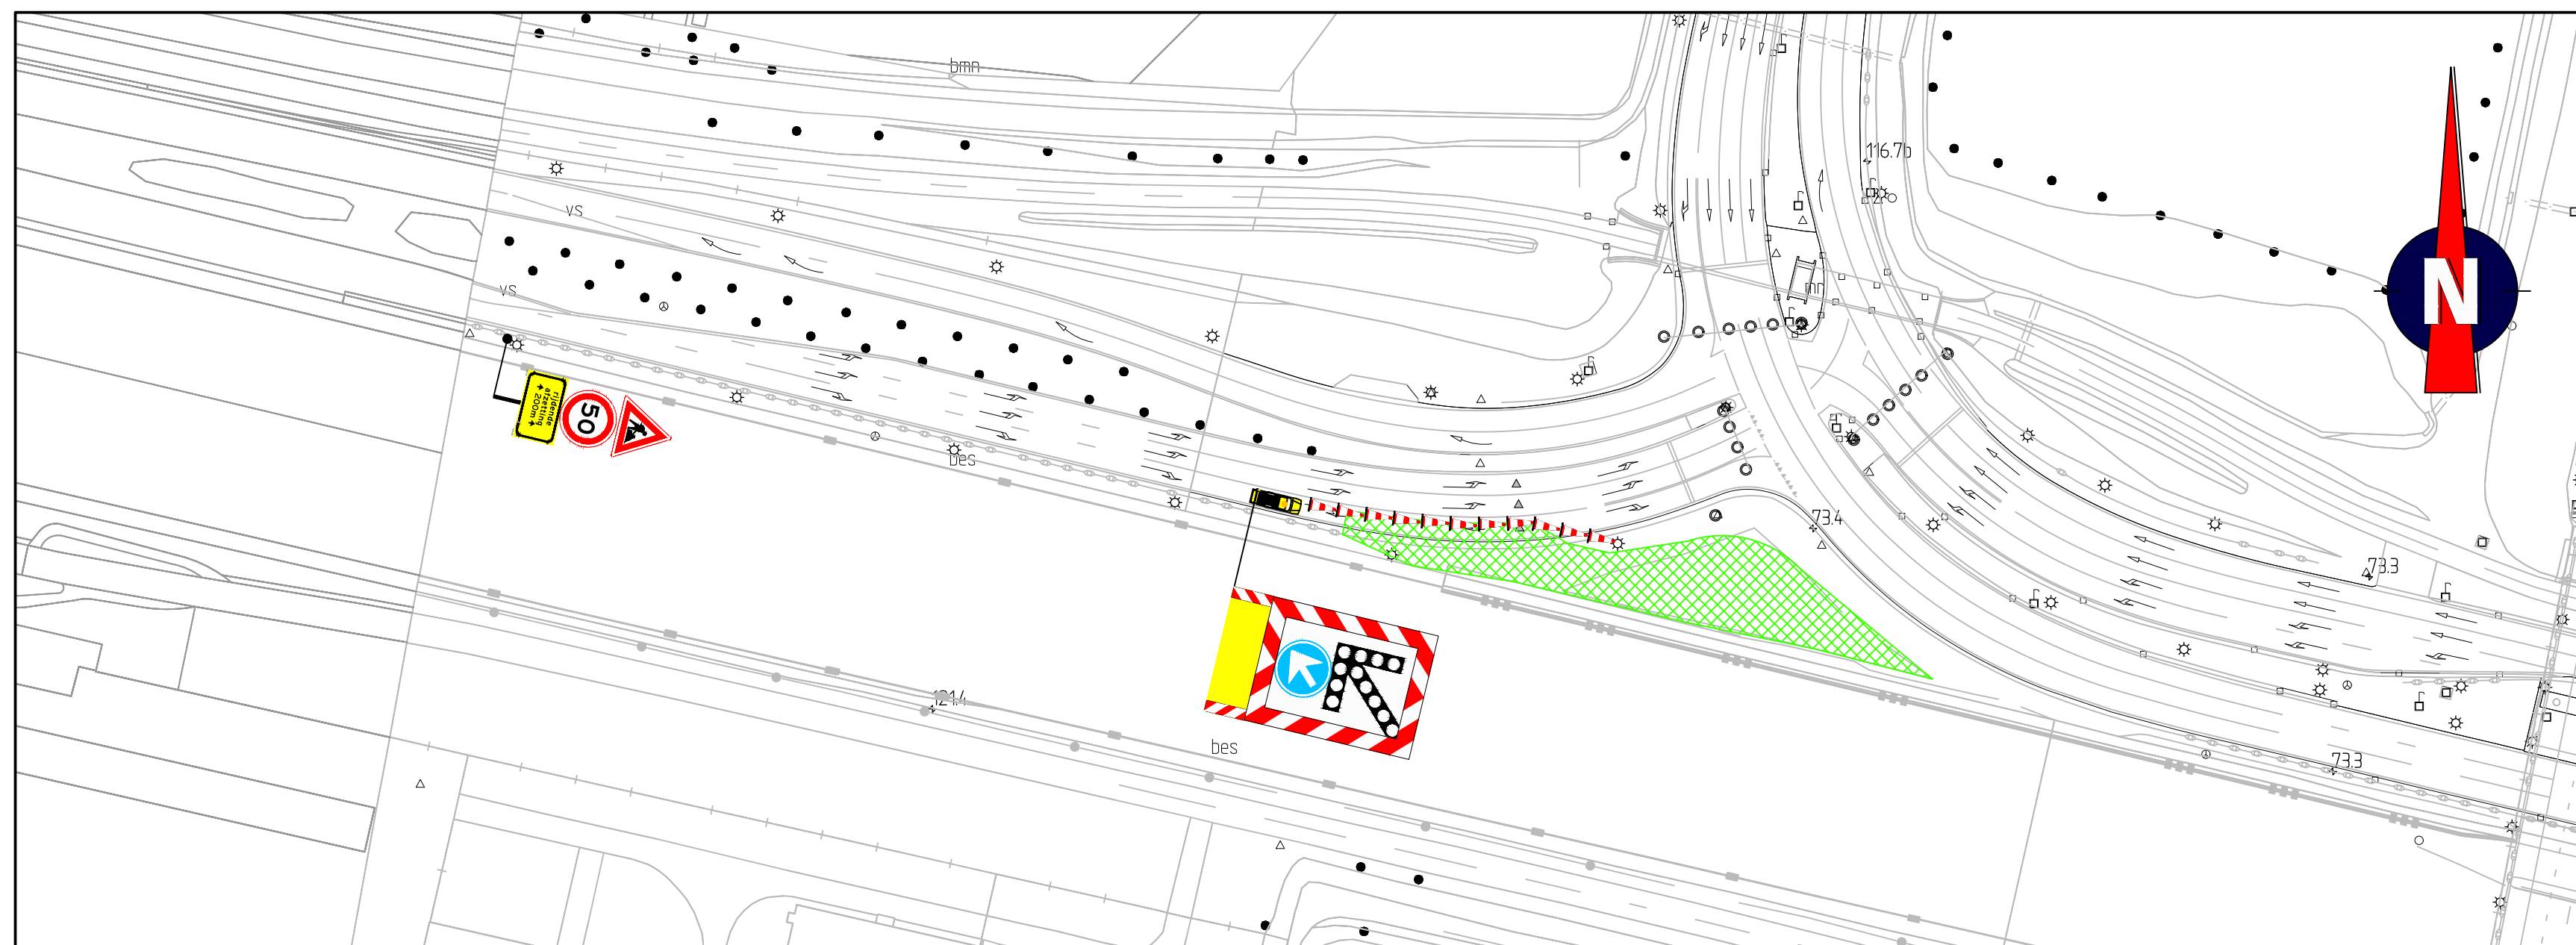 bmn
116.7b
vs
vs
mr
N
rijdende
afzetting
200m
50
bes
73.4
73.3
121.4
bes
73.3